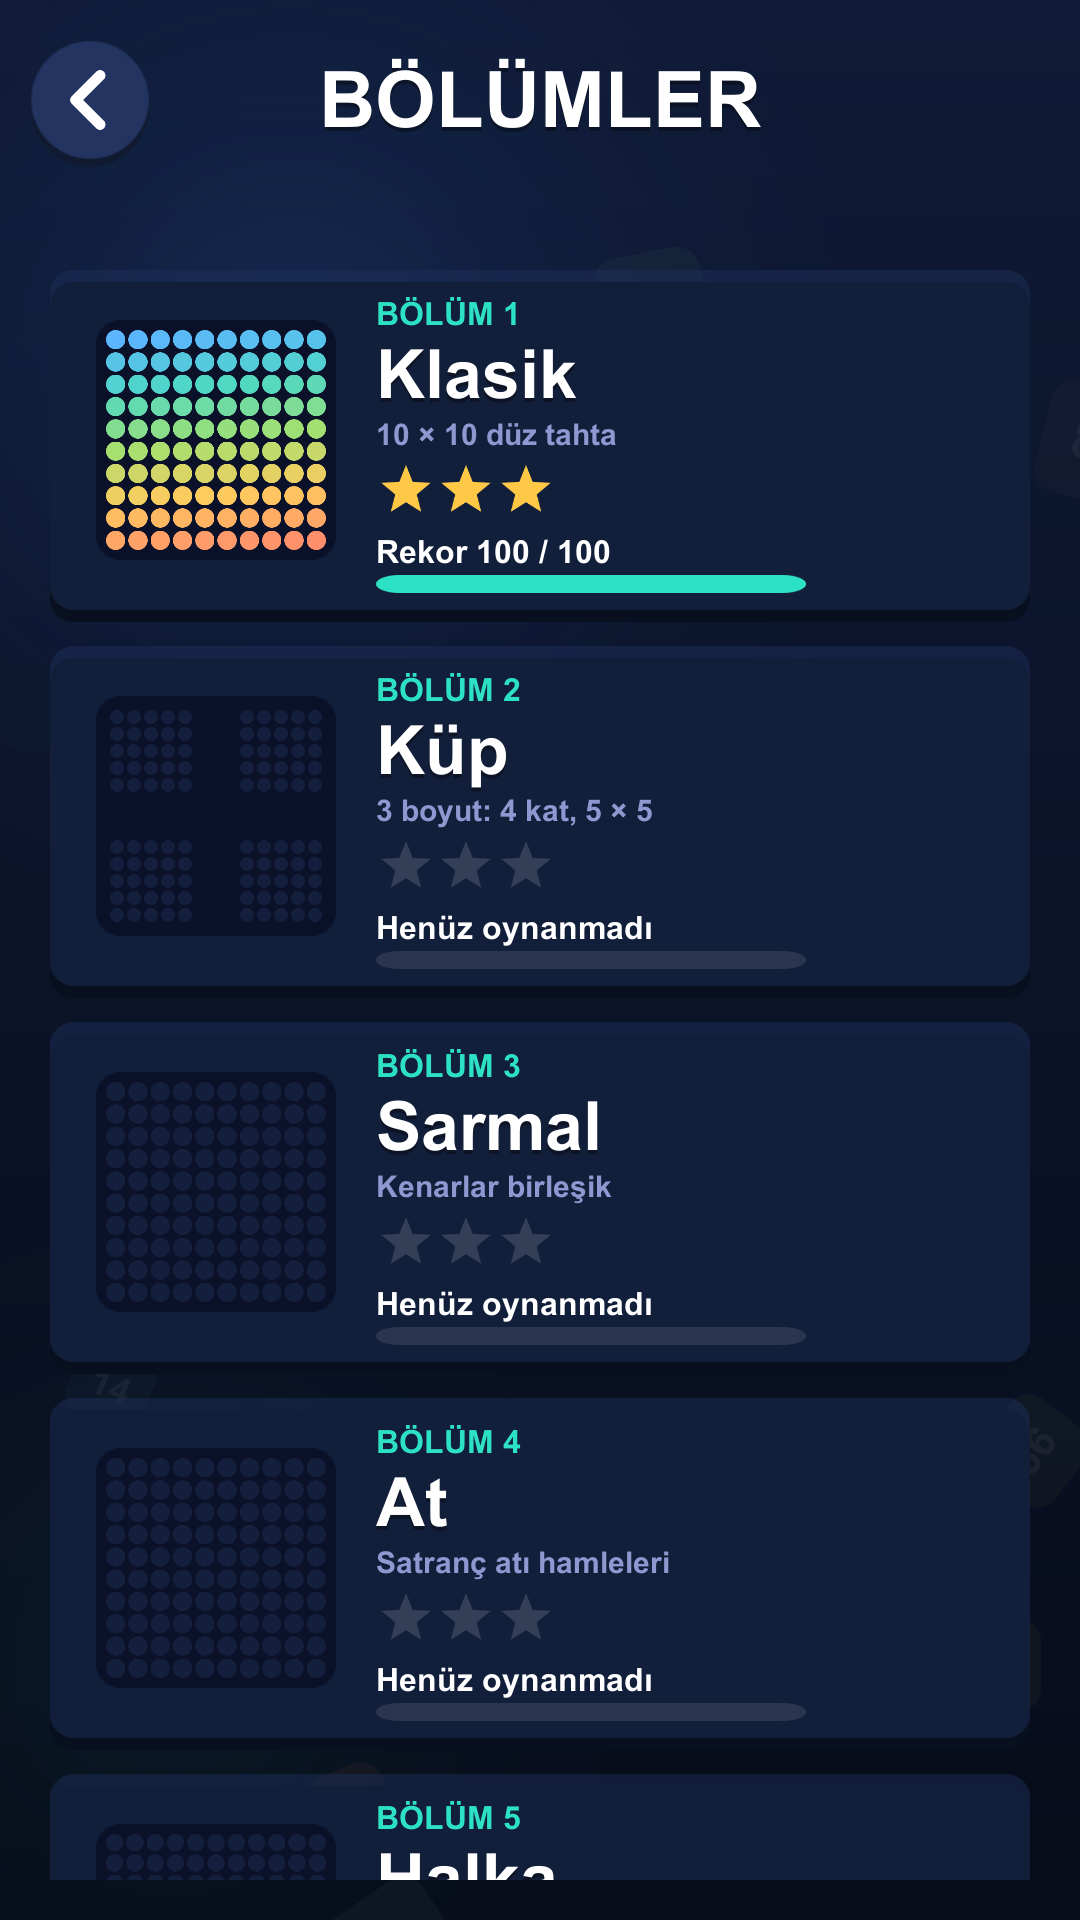 BÖLÜMLER
BÖLÜM 1
Klasik
10 × 10 düz tahta
Rekor 100 / 100
BÖLÜM 2
Küp
3 boyut: 4 kat, 5 × 5
Henüz oynanmadı
BÖLÜM 3
Sarmal
Kenarlar birleşik
Henüz oynanmadı
14
BÖLÜM 4
At
Satranç atı hamleleri
Henüz oynanmadı
BÖLÜM 5
Halka